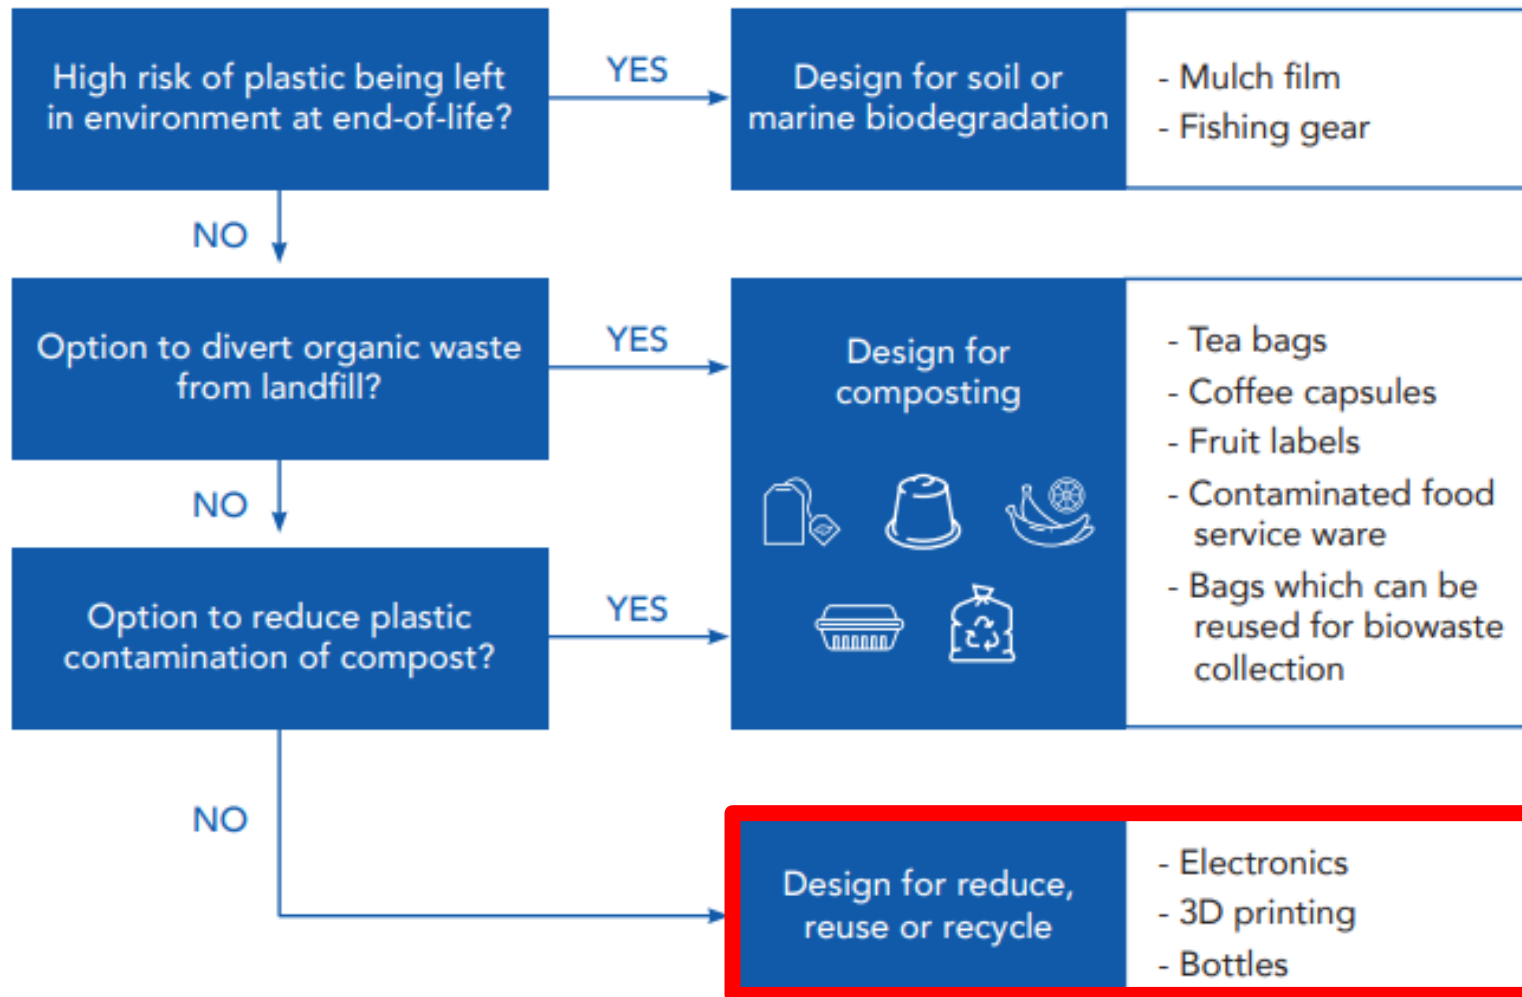 High risk of plastic being left
in environment at end-of-life?
YES
Design for soil or
marine biodegradation
- Mulch film
- Fishing gear
NO
Option to divert organic waste
from landfill?
YES
Design for
composting
- Tea bags
- Coffee capsules
- Fruit labels
- Contaminated food
service ware
- Bags which can be
reused for biowaste
collection
NO
Option to reduce plastic
contamination of compost?
YES
NO
Design for reduce,
reuse or recycle
- Electronics
- 3D printing
- Bottles